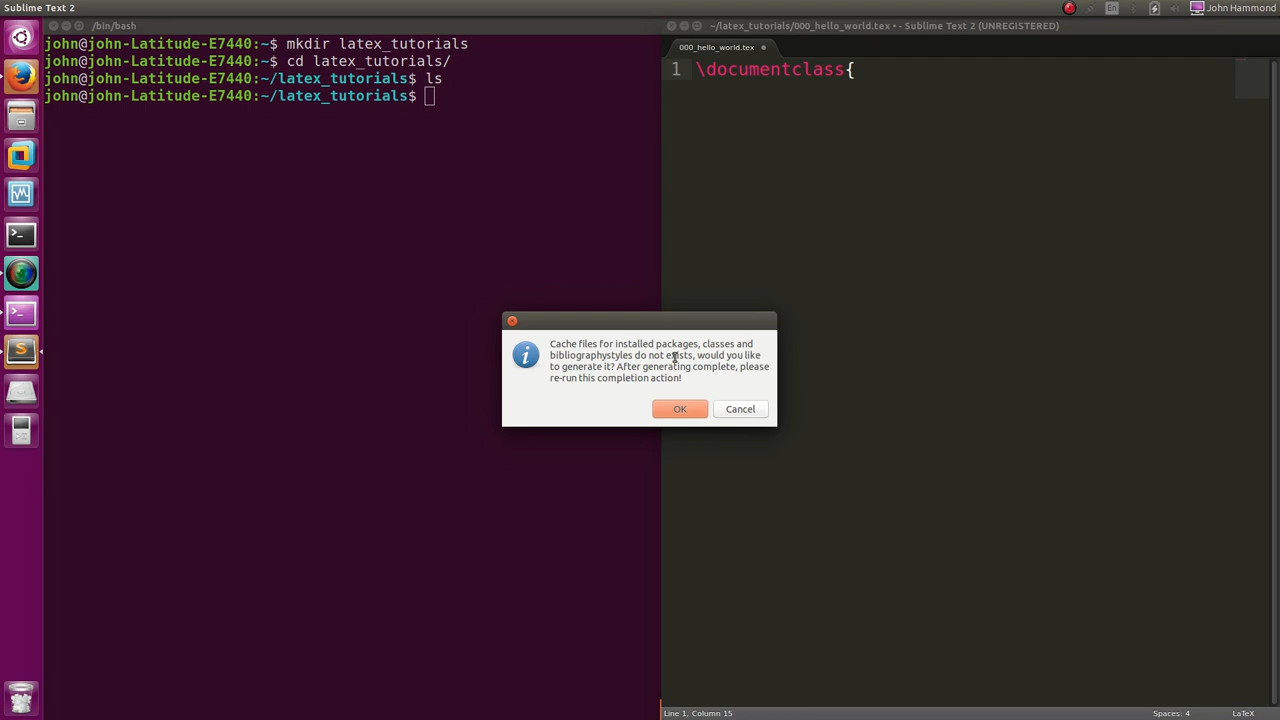 Sublime Text 2
En
John Hammond
/bin/bash
john@john-Latitude-E7440:~$ mkdir latex_tutorials
john@john-Latitude-E7440:~$ cd latex_tutorials/
john@john-Latitude-E7440:~/latex_tutorials$ ls
john@john-Latitude-E7440:~/latex_tutorials$
~/latex_tutorials/000_hello_world.tex • - Sublime Text 2 (UNREGISTERED)
000_hello_world.tex
1 \documentclass{
Cache files for installed packages, classes and
bibliographystyles do not exists, would you like
to generate it? After generating complete, please
re-run this completion action!
OK
Cancel
Line 1, Column 15
Spaces: 4
LaTeX